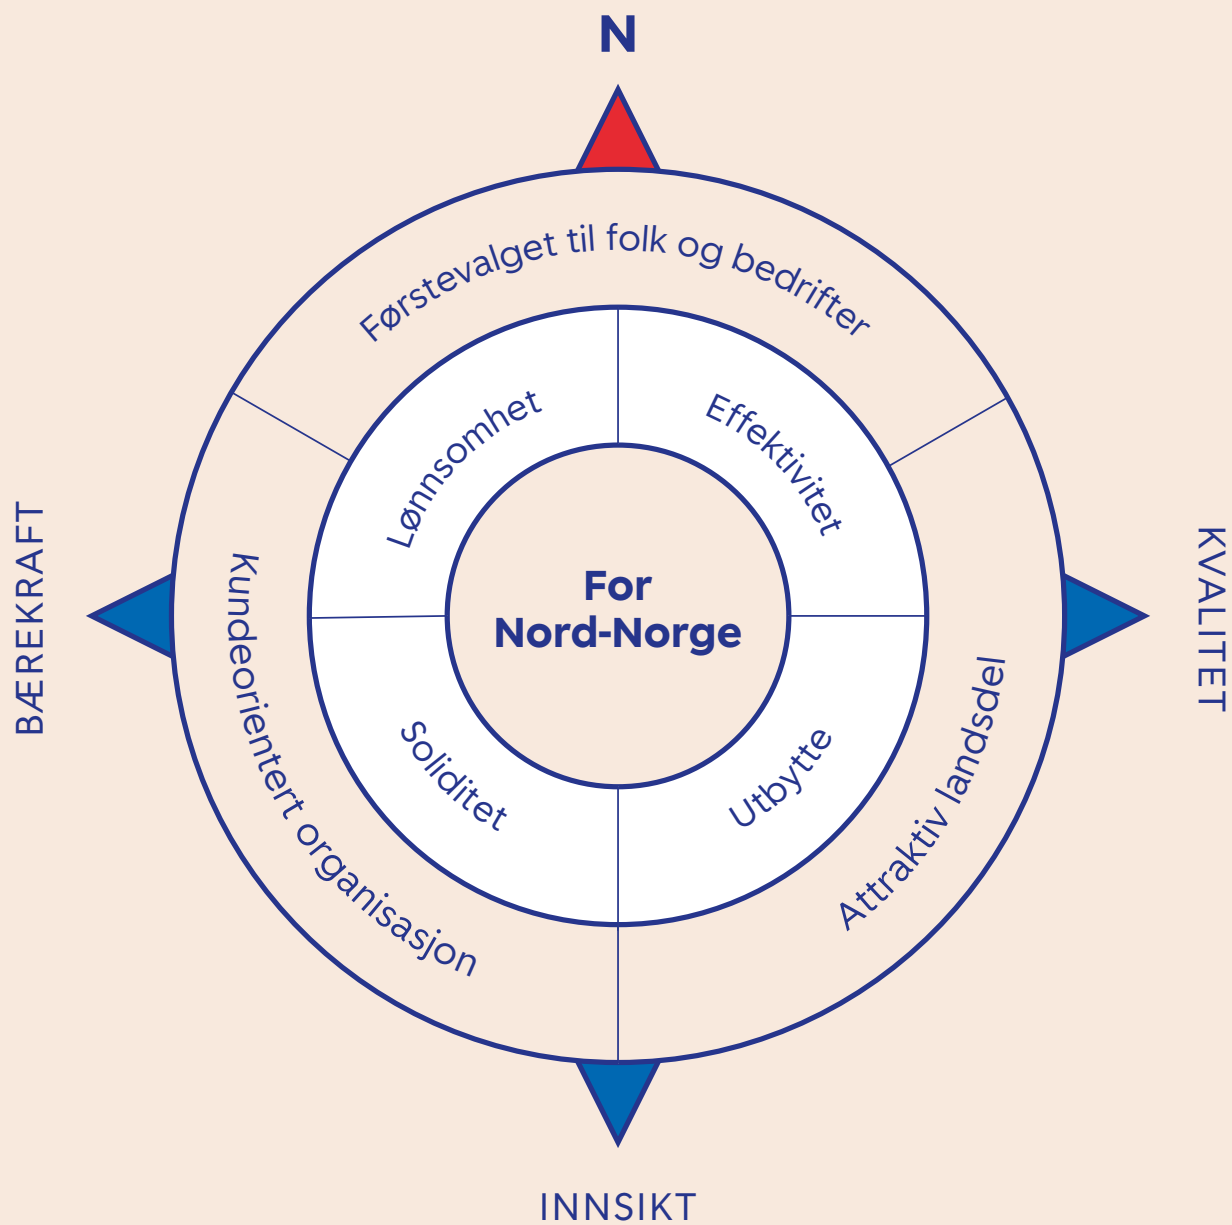 N
Førstevalget til folk og bedrifter
Lønnsomhet
Effektivitet
BÆREKRAFT
For
Nord-Norge
KVALITET
Kundeorientert organisasjon
Soliditet
Utbytte
Attraktiv landsdel
INNSIKT